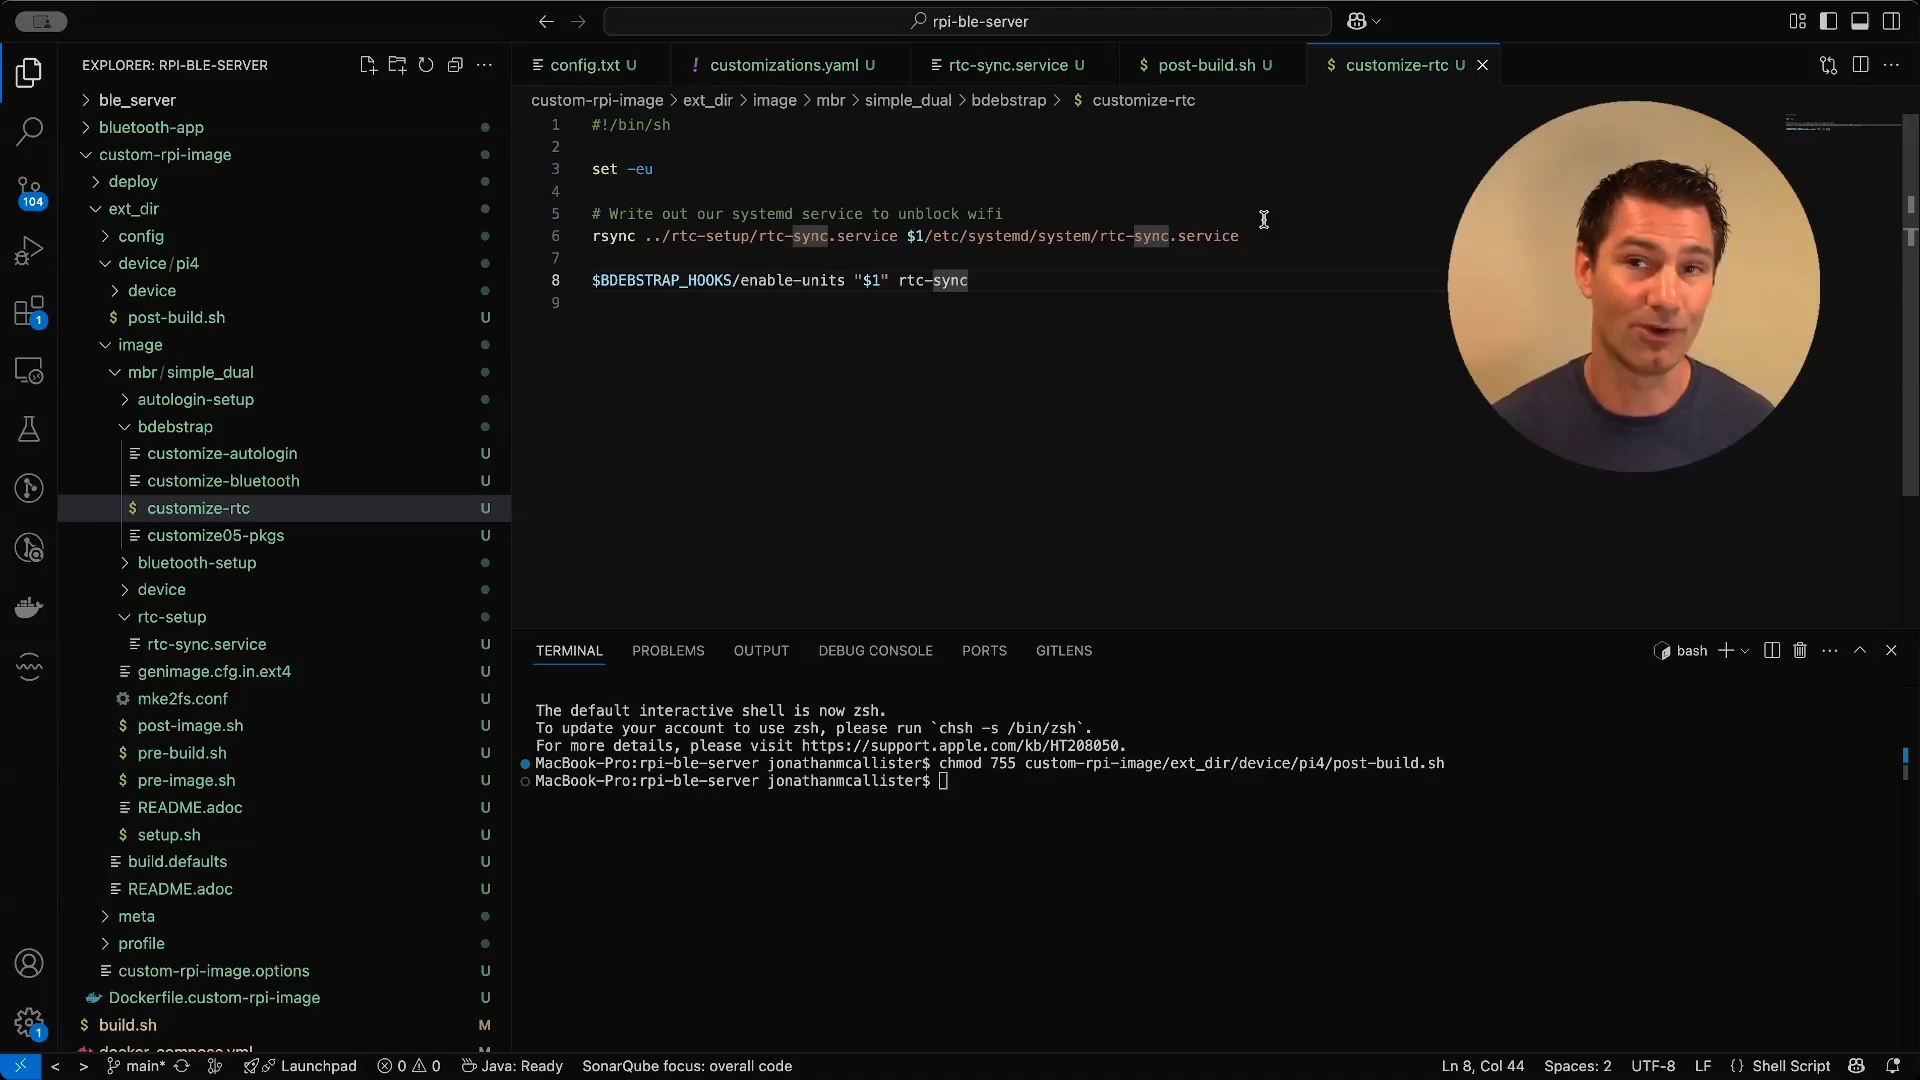 rpi-ble-server
EXPLORER: RPI-BLE-SERVER
ble_server
bluetooth-app
custom-rpi-image
deploy
ext_dir
config
device/pi4
device
post-build.sh U
image
mbr/simple_dual
autologin-setup
bdebstrap
customize-autologin U
customize-bluetooth U
customize-rtc U
customize05-pkgs U
bluetooth-setup
device
rtc-setup
rtc-sync.service U
genimage.cfg.in.ext4 U
mke2fs.conf U
post-image.sh U
pre-build.sh U
pre-image.sh U
README.adoc U
setup.sh U
build.defaults U
README.adoc U
meta
profile
custom-rpi-image.options U
Dockerfile.custom-rpi-image U
build.sh M
docker-compose.yml M
104
1
1
config.txt U
customizations.yaml U
rtc-sync.service U
post-build.sh U
customize-rtc U
custom-rpi-image > ext_dir > image > mbr > simple_dual > bdebstrap > $ customize-rtc
1 #!/bin/sh
2
3 set -eu
4
5 # Write out our systemd service to unblock wifi
6 rsync ../rtc-setup/rtc-sync.service $1/etc/systemd/system/rtc-sync.service
7
8 $BDEBSTRAP_HOOKS/enable-units "$1" rtc-sync
9
TERMINAL PROBLEMS OUTPUT DEBUG CONSOLE PORTS GITLENS
bash
The default interactive shell is now zsh.
To update your account to use zsh, please run `chsh -s /bin/zsh`.
For more details, please visit https://support.apple.com/kb/HT208050.
MacBook-Pro:rpi-ble-server jonathanmcallister$ chmod 755 custom-rpi-image/ext_dir/device/pi4/post-build.sh
MacBook-Pro:rpi-ble-server jonathanmcallister$
main* Launchpad 0 0 Java: Ready SonarQube focus: overall code Ln 8, Col 44 Spaces: 2 UTF-8 LF {} Shell Script